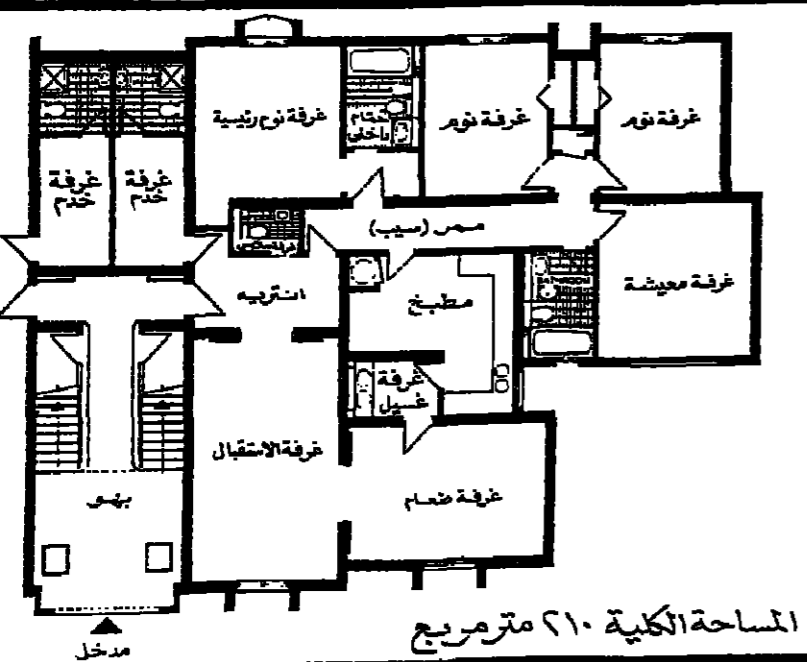 غرفة نوم رئيسية
حمام
داخلى
غرفة نوم
غرفة نوم
غرفة
خدم
غرفة
خدم
ممر (سيب)
غرفة معيشة
انتريه
مطبخ
غرفة
غسيل
غرفة الاستقبال
غرفة طعام
بهو
مدخل
المساحة الكلية ٢١٠ متر مربع